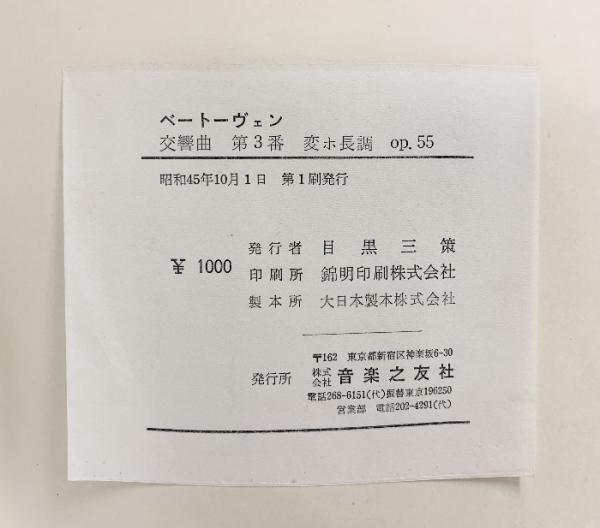 ベートーヴェン
交響曲 第3番 変ホ長調 op. 55
昭和45年10月1日 第1刷発行
¥ 1000
発行者 目黒三策
印刷所 錦明印刷株式会社
製本所 大日本製本株式会社
〒162 東京都新宿区神楽坂6-30
発行所 株式会社 音楽之友社
電話268-6151(代)振替東京196250
営業部 電話202-4291(代)